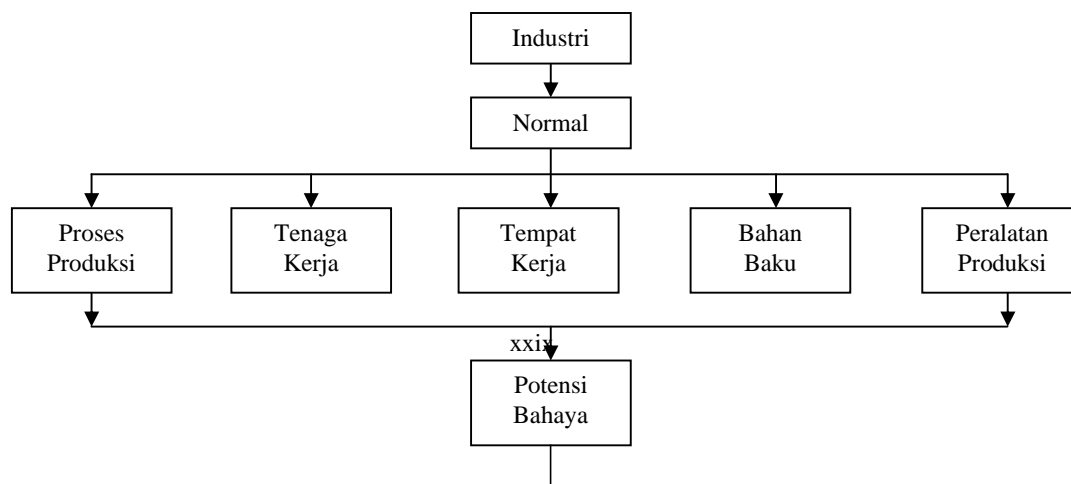 Industri
Normal
Proses
Produksi
Tenaga
Kerja
Tempat
Kerja
Bahan
Baku
Peralatan
Produksi
xxix
Potensi
Bahaya